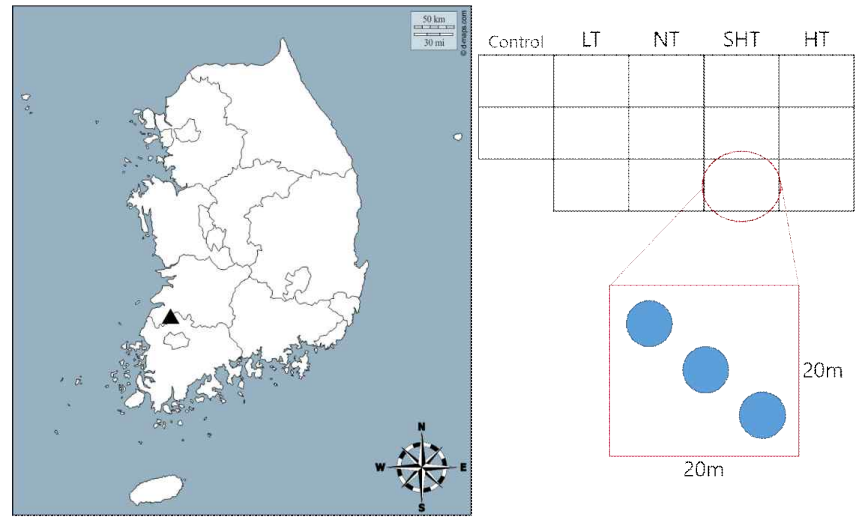 50 km
30 mi
© d-maps.com
N
W
E
S
Control LT NT SHT HT
20m
20m